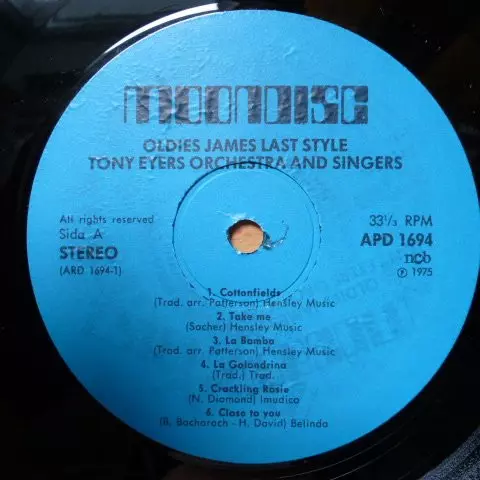 MOONDISC
OLDIES JAMES LAST STYLE
TONY EYERS ORCHESTRA AND SINGERS
All rights reserved
Sida A
STEREO
(ARD 1694-1)
33⅓ RPM
APD 1694
ncb
℗ 1975
1. Cottonfields
(Trad. arr. Patterson) Hensley Music
2. Take me
(Sacher) Hensley Music
3. La Bamba
(Trad. arr. Patterson) Hensley Music
4. La Golondrina
(Trad.) Trad.
5. Crackling Rosie
(N. Diamond) Imudico
6. Close to you
(B. Bacharach - H. David) Belinda